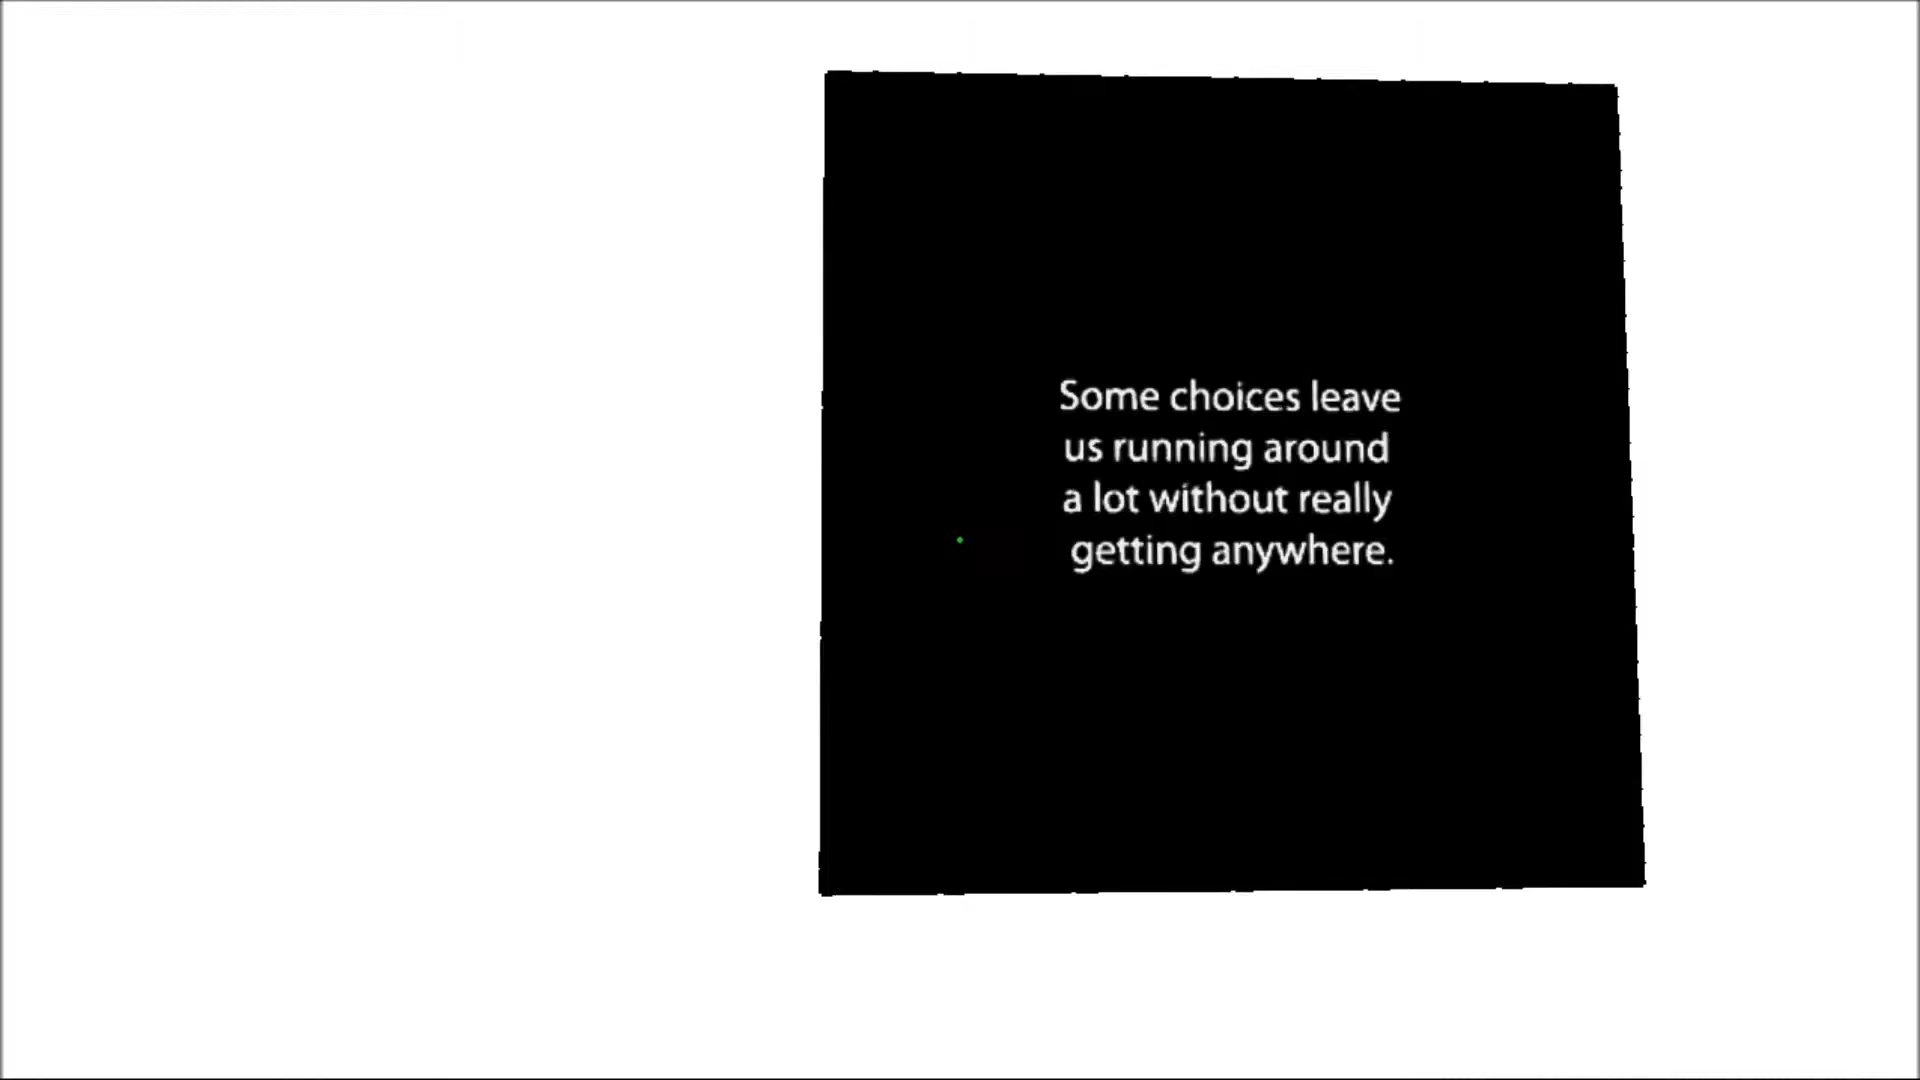 Some choices leave
us running around
a lot without really
getting anywhere.